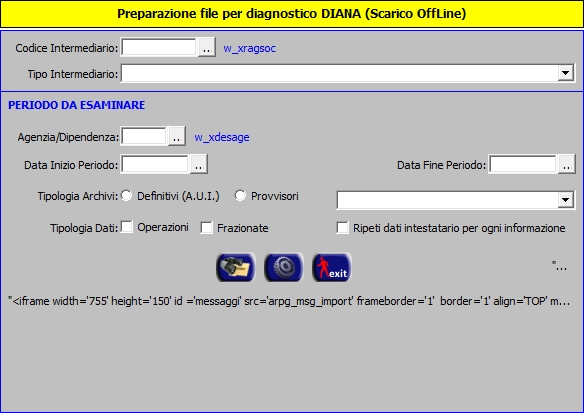 Preparazione file per diagnostico DIANA (Scarico OffLine)
Codice Intermediario: .. w_xragsoc
Tipo Intermediario:
PERIODO DA ESAMINARE
Agenzia/Dipendenza: .. w_xdesage
Data Inizio Periodo: .. Data Fine Periodo: ..
Tipologia Archivi: Definitivi (A.U.I.) Provvisori
Tipologia Dati: Operazioni Frazionate Ripeti dati intestatario per ogni informazione
exit "...
"<iframe width='755' height='150' id ='messaggi' src='arpg_msg_import' frameborder='1' border='1' align='TOP' m...